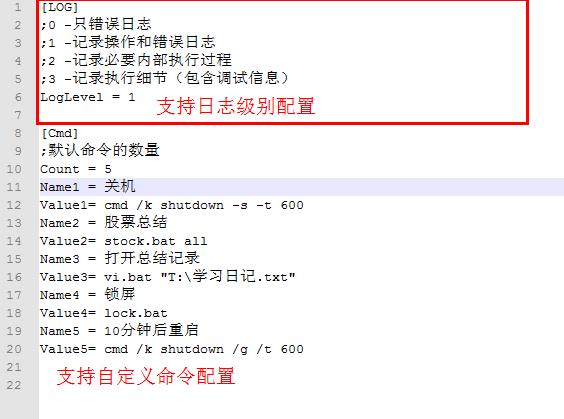 1 [LOG]
2 ;0 -只错误日志
3 ;1 -记录操作和错误日志
4 ;2 -记录必要内部执行过程
5 ;3 -记录执行细节（包含调试信息）
6 LogLevel = 1
支持日志级别配置
7
8 [Cmd]
9 ;默认命令的数量
10 Count = 5
11 Name1 = 关机
12 Value1= cmd /k shutdown -s -t 600
13 Name2 = 股票总结
14 Value2= stock.bat all
15 Name3 = 打开总结记录
16 Value3= vi.bat "T:\学习日记.txt"
17 Name4 = 锁屏
18 Value4= lock.bat
19 Name5 = 10分钟后重启
20 Value5= cmd /k shutdown /g /t 600
21
支持自定义命令配置
22